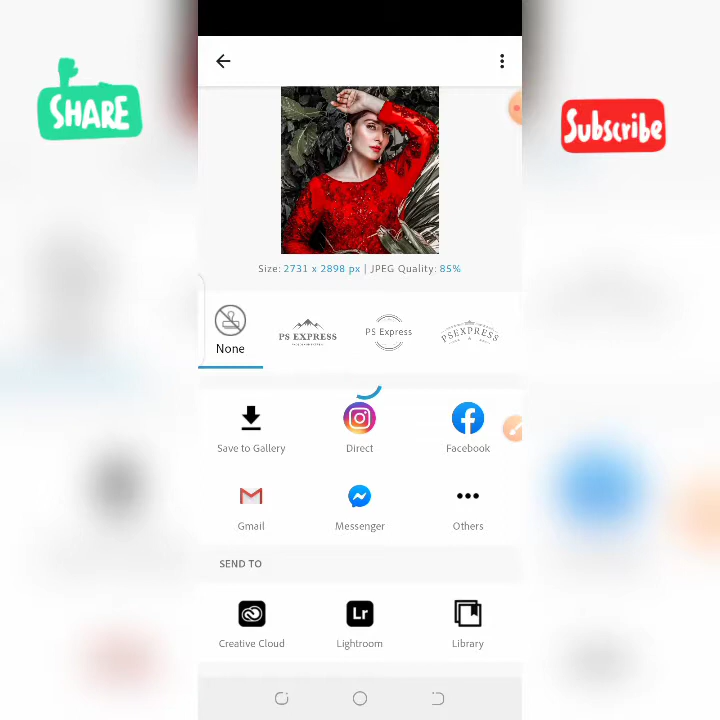 SHARE
Subscribe
Size: 2731 x 2898 px | JPEG Quality: 85%
None
PS EXPRESS
PS Express
PSEXPRESS
Save to Gallery
Direct
Facebook
Gmail
Messenger
Others
SEND TO
Lr
Creative Cloud
Lightroom
Library